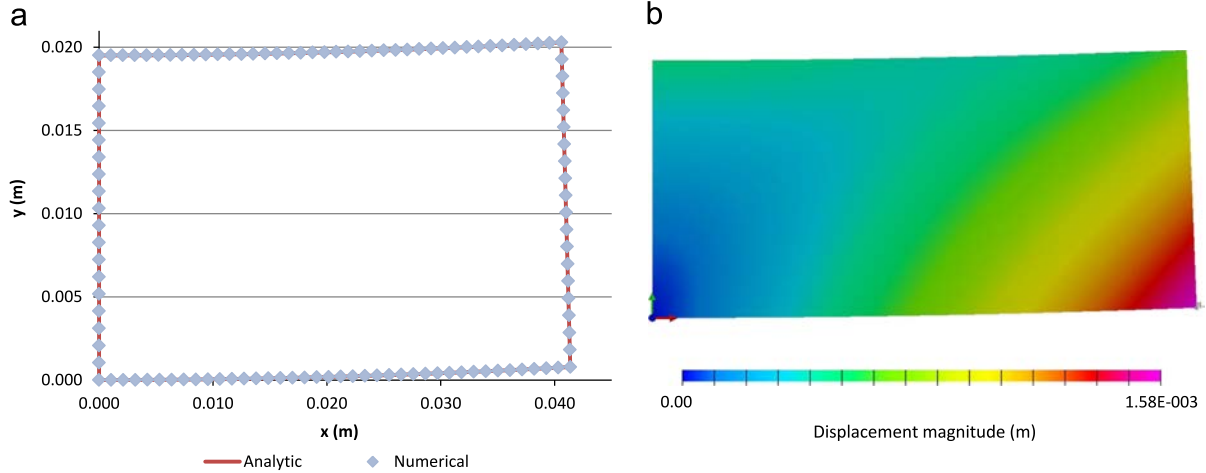 a
0.020
0.015
0.010
0.005
0.000
y (m)
0.000 0.010 0.020 0.030 0.040
x (m)
Analytic Numerical
b
0.00 1.58E-003
Displacement magnitude (m)